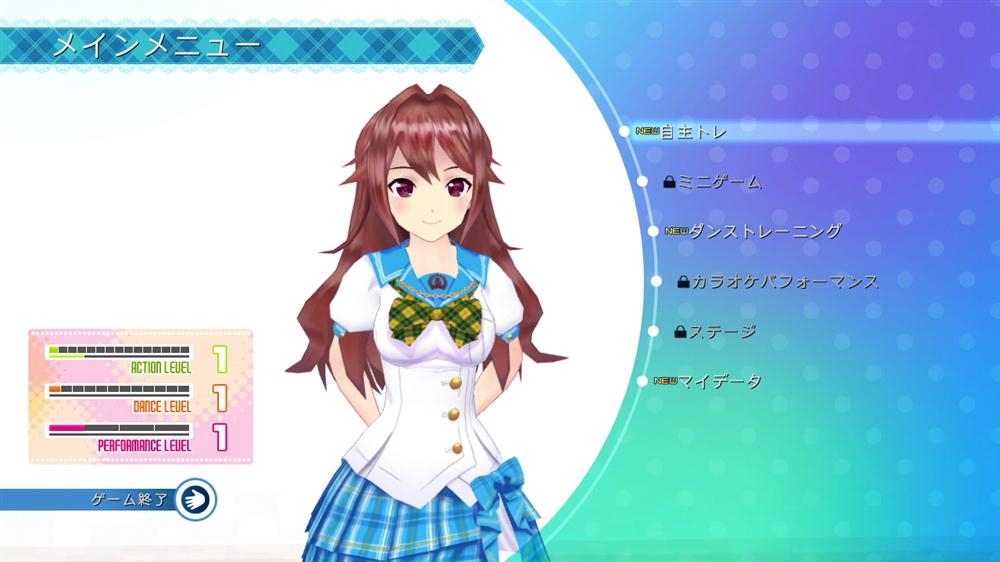 メインメニュー
NEW自主トレ
ミニゲーム
NEWダンストレーニング
カラオケパフォーマンス
ステージ
NEWマイデータ
ACTION LEVEL 1
DANCE LEVEL 1
PERFORMANCE LEVEL 1
ゲーム終了